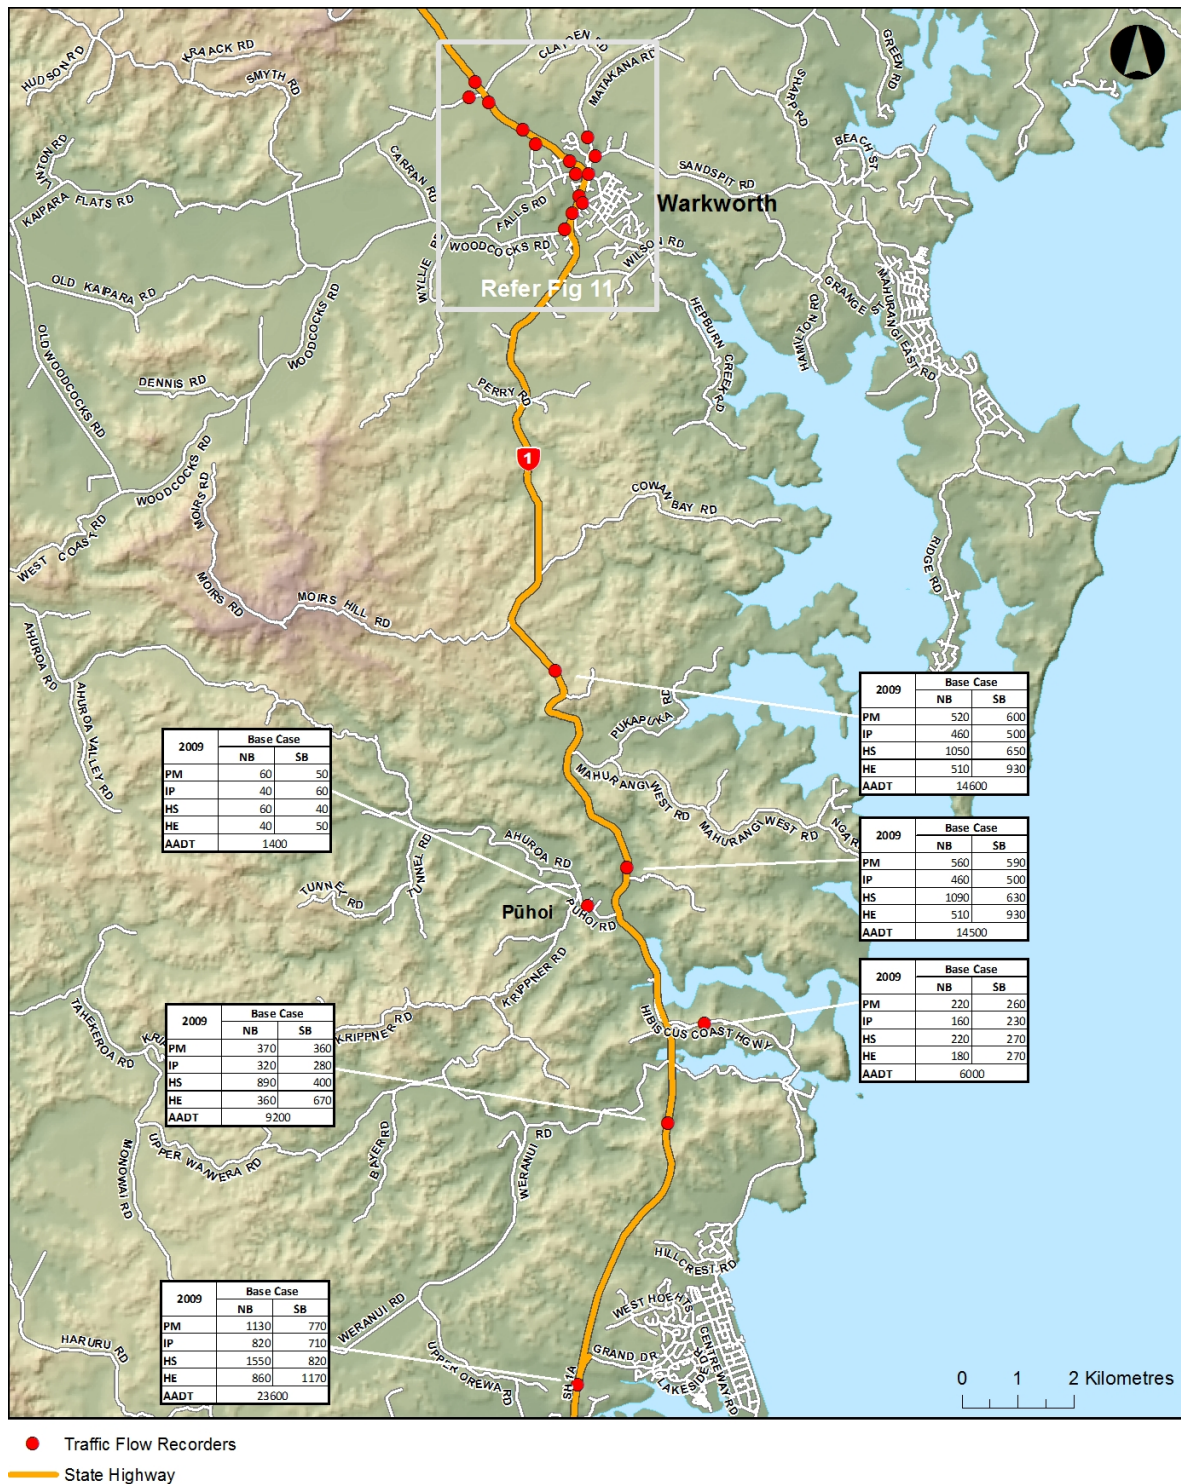 HUDSON RD
KRAACK RD
SMYTH RD
CLAYDEN RD
MATAKANA RD
SHARP RD
GREEN RD
LINTON RD
KAIPARA FLATS RD
CARRAN RD
FALLS RD
BEACH ST
SANDSPIT RD
Warkworth
WOODCOCKS RD
WILSON RD
WYLLIE RD
Refer Fig 11
OLD KAIPARA RD
OLD WOODCOCKS RD
WOODCOCKS RD
HEPBURN CREEK RD
HAMILTON RD
GRANGE ST
MAHURANGI EAST RD
DENNIS RD
PERRY RD
1
WOODCOCKS RD
MOIRS RD
WEST COAST RD
COWAN BAY RD
RIDGE RD
MOIRS RD
MOIRS HILL RD
AHUROA RD
AHUROA VALLEY RD
PUKAPUKA RD
MAHURANGI WEST RD
MAHURANGI WEST RD
NGAR
2009 Base Case
NB SB
PM 520 600
IP 460 500
HS 1050 650
HE 510 930
AADT 14600
2009 Base Case
NB SB
PM 60 50
IP 40 60
HS 60 40
HE 40 50
AADT 1400
2009 Base Case
NB SB
PM 560 590
IP 460 500
HS 1090 630
HE 510 930
AADT 14500
AHUROA RD
TUNNEL RD
TUNNEL RD
Pūhoi
PUHOI RD
KRIPPNER RD
KRIPPNER RD
TAHEKEROA RD
HIBISCUS COAST HGWY
2009 Base Case
NB SB
PM 220 260
IP 160 230
HS 220 270
HE 180 270
AADT 6000
2009 Base Case
NB SB
PM 370 360
IP 320 280
HS 890 400
HE 360 670
AADT 9200
UPPER WAIWERA RD
MONOWAI RD
BAYER RD
WERANUI RD
HILLCREST RD
WEST HOE HTS
GRAND DR
LAKESIDE
CENTREWAY RD
2009 Base Case
NB SB
PM 1130 770
IP 820 710
HS 1550 820
HE 860 1170
AADT 23600
HARURU RD
WERANUI RD
UPPER OREWA RD
SH 1A
0 1 2 Kilometres
Traffic Flow Recorders
State Highway